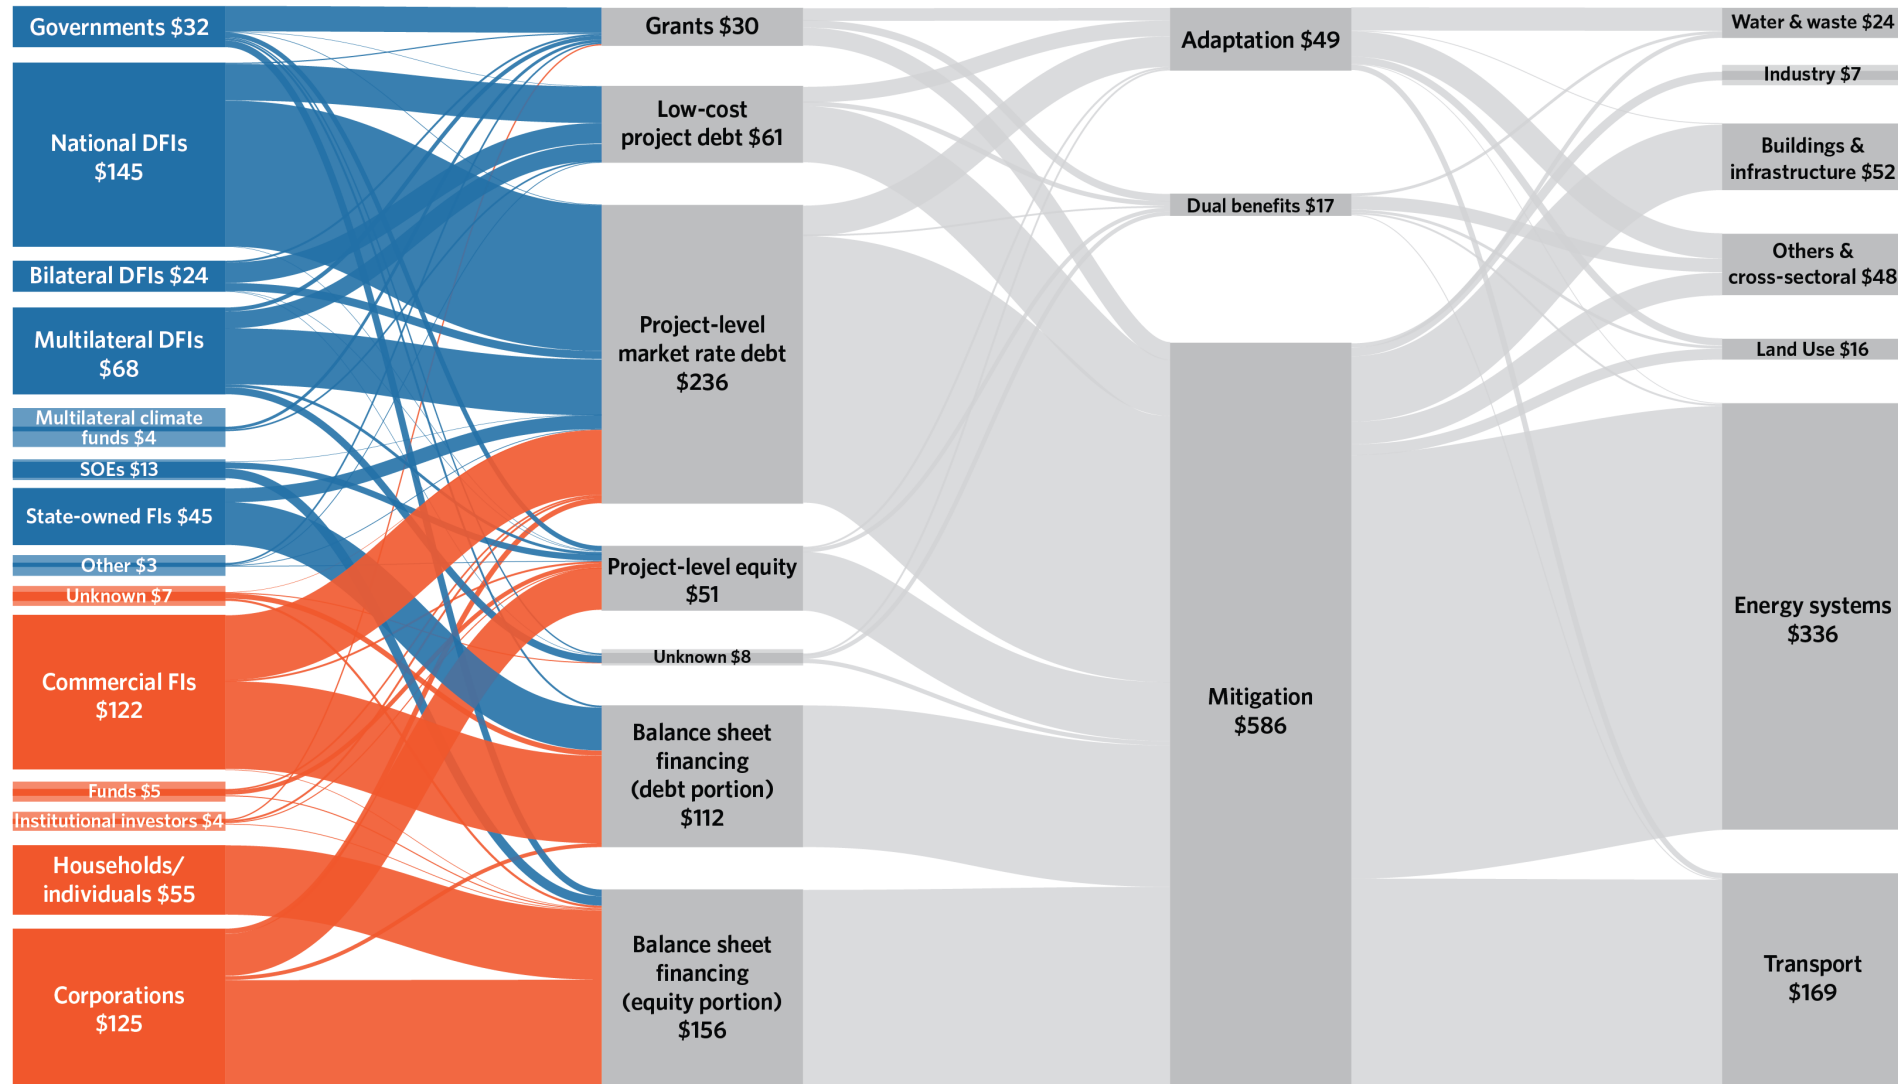 Governments $32
National DFIs
$145
Bilateral DFIs $24
Multilateral DFIs
$68
Multilateral climate
funds $4
SOEs $13
State-owned FIs $45
Other $3
Unknown $7
Commercial FIs
$122
Funds $5
Institutional investors $4
Households/
individuals $55
Corporations
$125
Grants $30
Low-cost
project debt $61
Project-level
market rate debt
$236
Project-level equity
$51
Unknown $8
Balance sheet
financing
(debt portion)
$112
Balance sheet
financing
(equity portion)
$156
Adaptation $49
Dual benefits $17
Mitigation
$586
Water & waste $24
Industry $7
Buildings &
infrastructure $52
Others &
cross-sectoral $48
Land Use $16
Energy systems
$336
Transport
$169